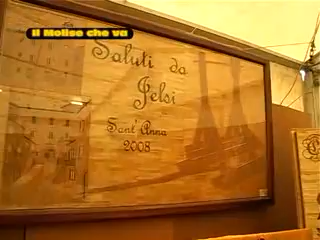 Il Molise che va
Saluti da
Jelsi
Sant'Anna
2008